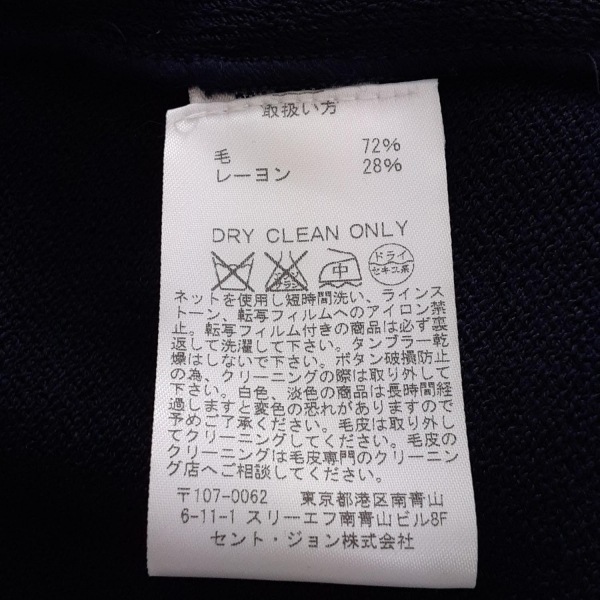 取扱い方
毛 72%
レーヨン 28%
DRY CLEAN ONLY
中 ドライ セキユ系
ネットを使用し短時間洗い、ラインス
トーン、転写フィルムへのアイロン禁
止。転写フィルム付きの商品は必ず裏
返して洗濯して下さい。タンブラー乾
燥はしないで下さい。ボタン破損防止
の為、クリーニングの際は取り外して
下さい。白色、淡色の商品は長時間経
過しますと変色の恐れがありますので
予めご了承ください。毛皮は取り外し
てクリーニングしてください。毛皮の
クリーニングは毛皮専門のクリーニン
グ店へご相談してください。
〒107-0062 東京都港区南青山
6-11-1 スリーエフ南青山ビル8F
セント・ジョン株式会社